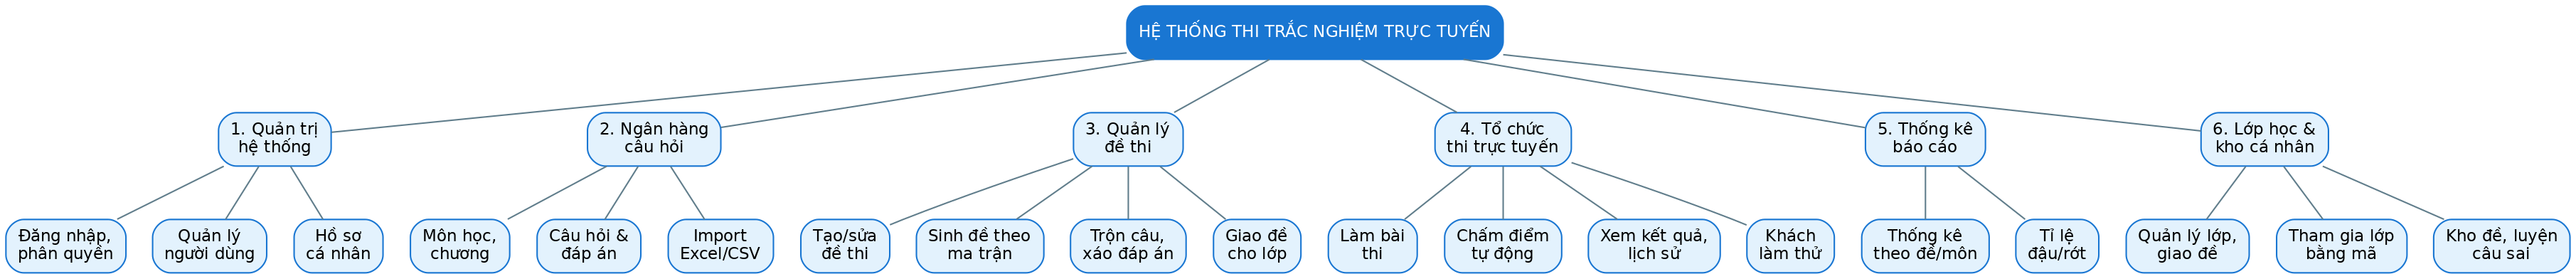 HỆ THỐNG THI TRẮC NGHIỆM TRỰC TUYẾN
1. Quản trị
hệ thống
2. Ngân hàng
câu hỏi
3. Quản lý
đề thi
4. Tổ chức
thi trực tuyến
5. Thống kê
báo cáo
6. Lớp học &
kho cá nhân
Đăng nhập,
phân quyền
Quản lý
người dùng
Hồ sơ
cá nhân
Môn học,
chương
Câu hỏi &
đáp án
Import
Excel/CSV
Tạo/sửa
đề thi
Sinh đề theo
ma trận
Trộn câu,
xáo đáp án
Giao đề
cho lớp
Làm bài
thi
Chấm điểm
tự động
Xem kết quả,
lịch sử
Khách
làm thử
Thống kê
theo đề/môn
Tỉ lệ
đậu/rớt
Quản lý lớp,
giao đề
Tham gia lớp
bằng mã
Kho đề, luyện
câu sai